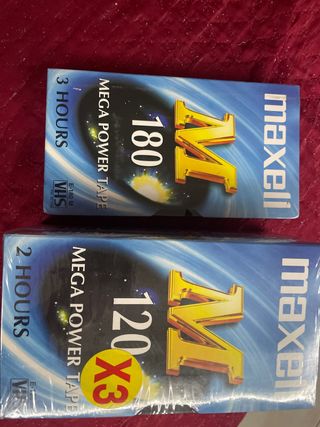 maxell
M
180
MEGA POWER TAPE
3 HOURS
VHS
maxell
M
120
X3
MEGA POWER TAPE
2 HOURS
VHS